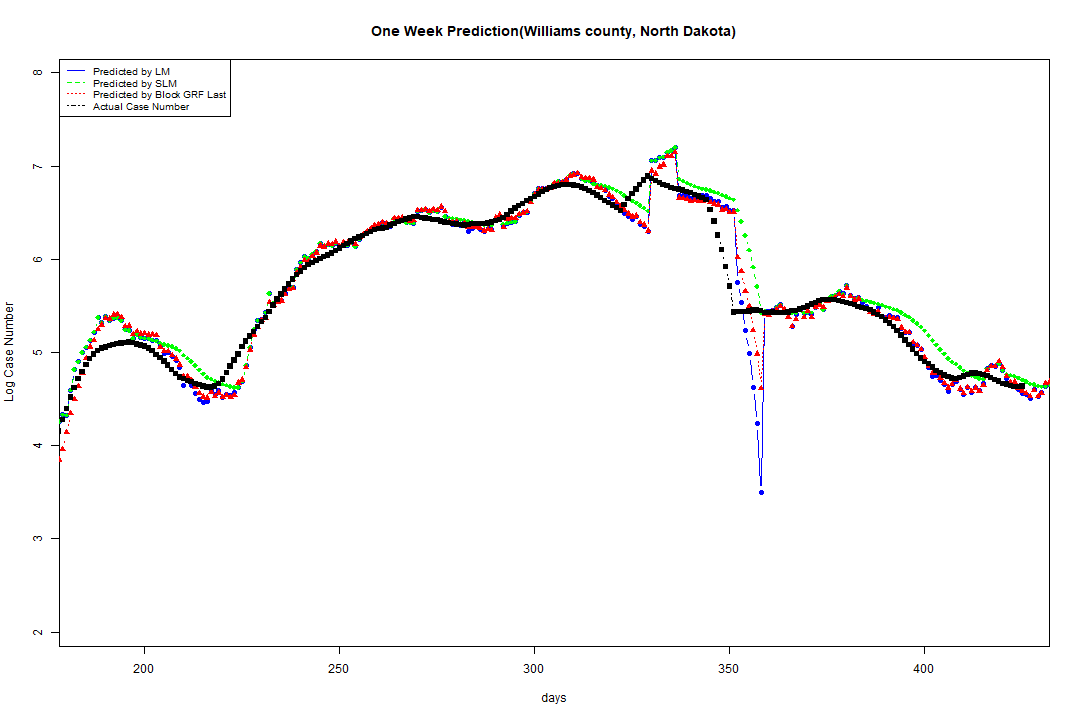 One Week Prediction(Williams county, North Dakota)
Predicted by LM
Predicted by SLM
Predicted by Block GRF Last
Actual Case Number
8
7
6
5
4
3
2
Log Case Number
200 250 300 350 400
days